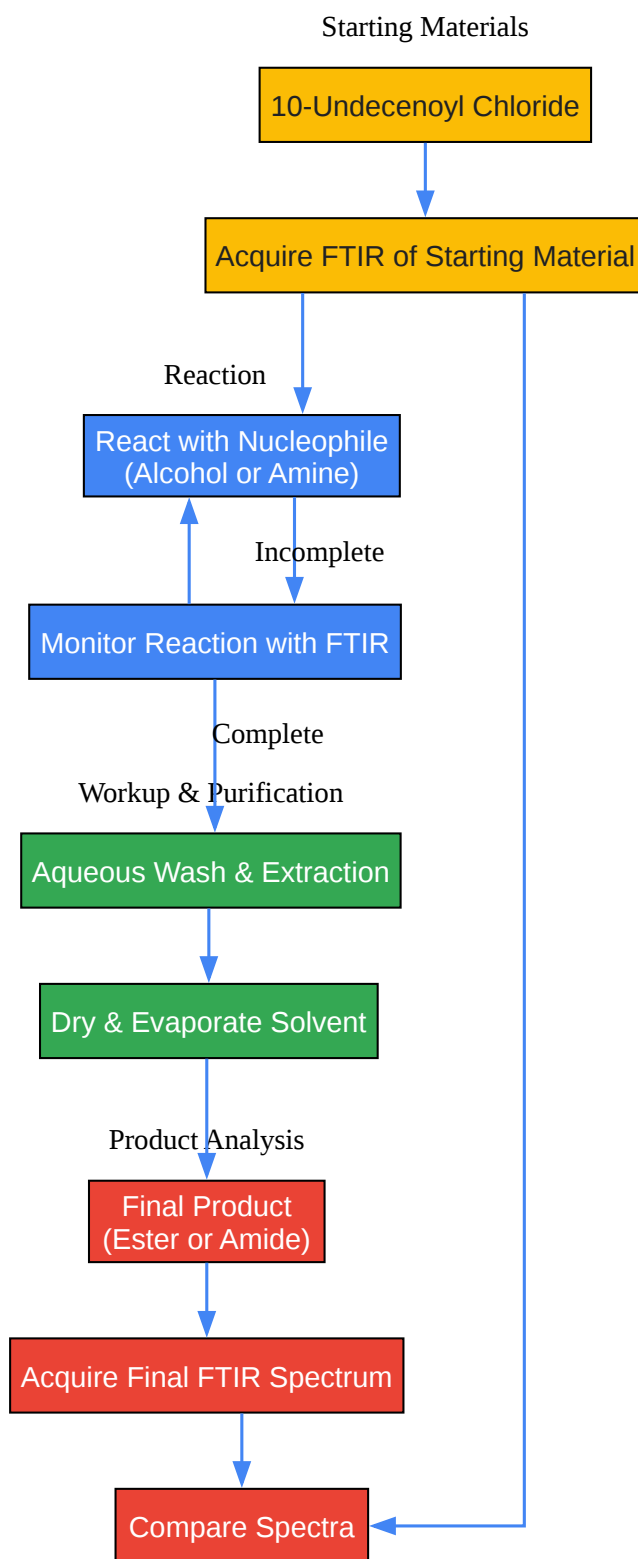 Starting Materials
10-Undecenoyl Chloride
Acquire FTIR of Starting Material
Reaction
React with Nucleophile
(Alcohol or Amine)
Incomplete
Monitor Reaction with FTIR
Complete
Workup & Purification
Aqueous Wash & Extraction
Dry & Evaporate Solvent
Product Analysis
Final Product
(Ester or Amide)
Acquire Final FTIR Spectrum
Compare Spectra